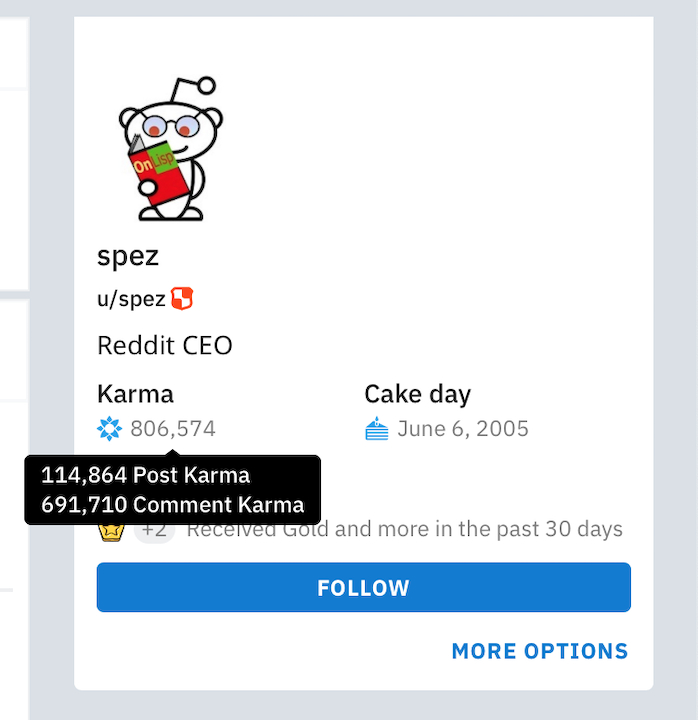 On Lisp
spez
u/spez
Reddit CEO
Karma
Cake day
806,574
June 6, 2005
114,864 Post Karma
691,710 Comment Karma
+2 Received Gold and more in the past 30 days
FOLLOW
MORE OPTIONS